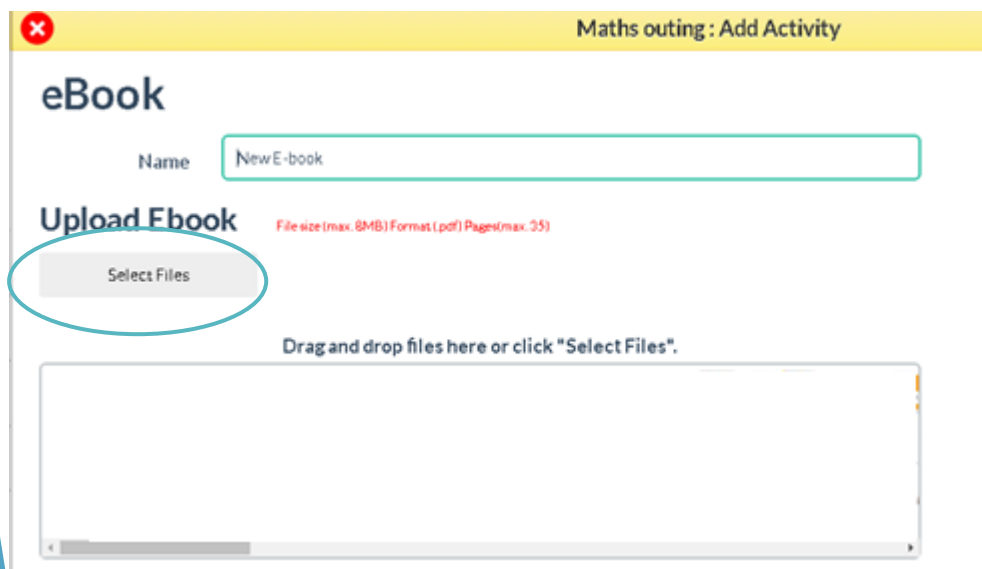 Maths outing : Add Activity
eBook
Name
New E-book
Upload Ebook
File size (max. 8MB) Format (.pdf) Pages(max. 35)
Select Files
Drag and drop files here or click "Select Files".